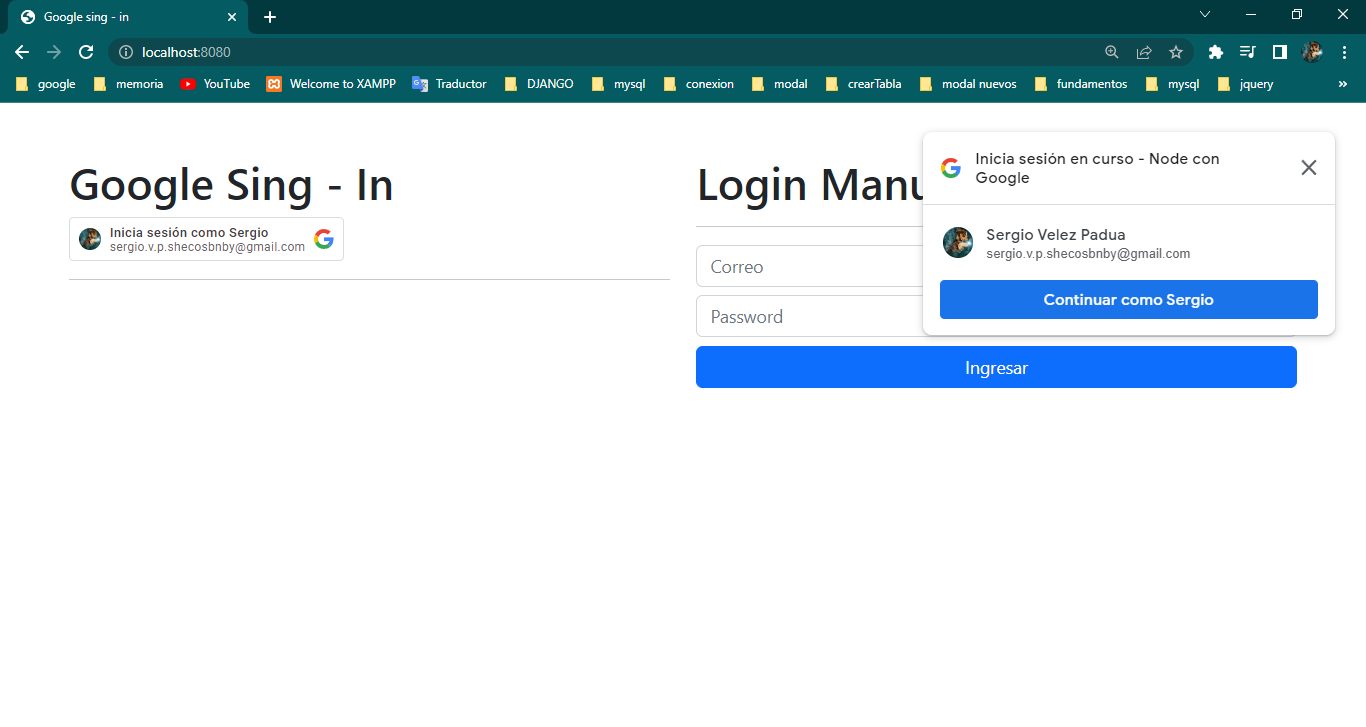 Google sing - in
localhost:8080
google
memoria
YouTube
Welcome to XAMPP
Traductor
DJANGO
mysql
conexion
modal
crearTabla
modal nuevos
fundamentos
mysql
jquery
»
Google Sing - In
Inicia sesión como Sergio
sergio.v.p.shecosbnby@gmail.com
Login Manu
Correo
Password
Ingresar
Inicia sesión en curso - Node con
Google
Sergio Velez Padua
sergio.v.p.shecosbnby@gmail.com
Continuar como Sergio